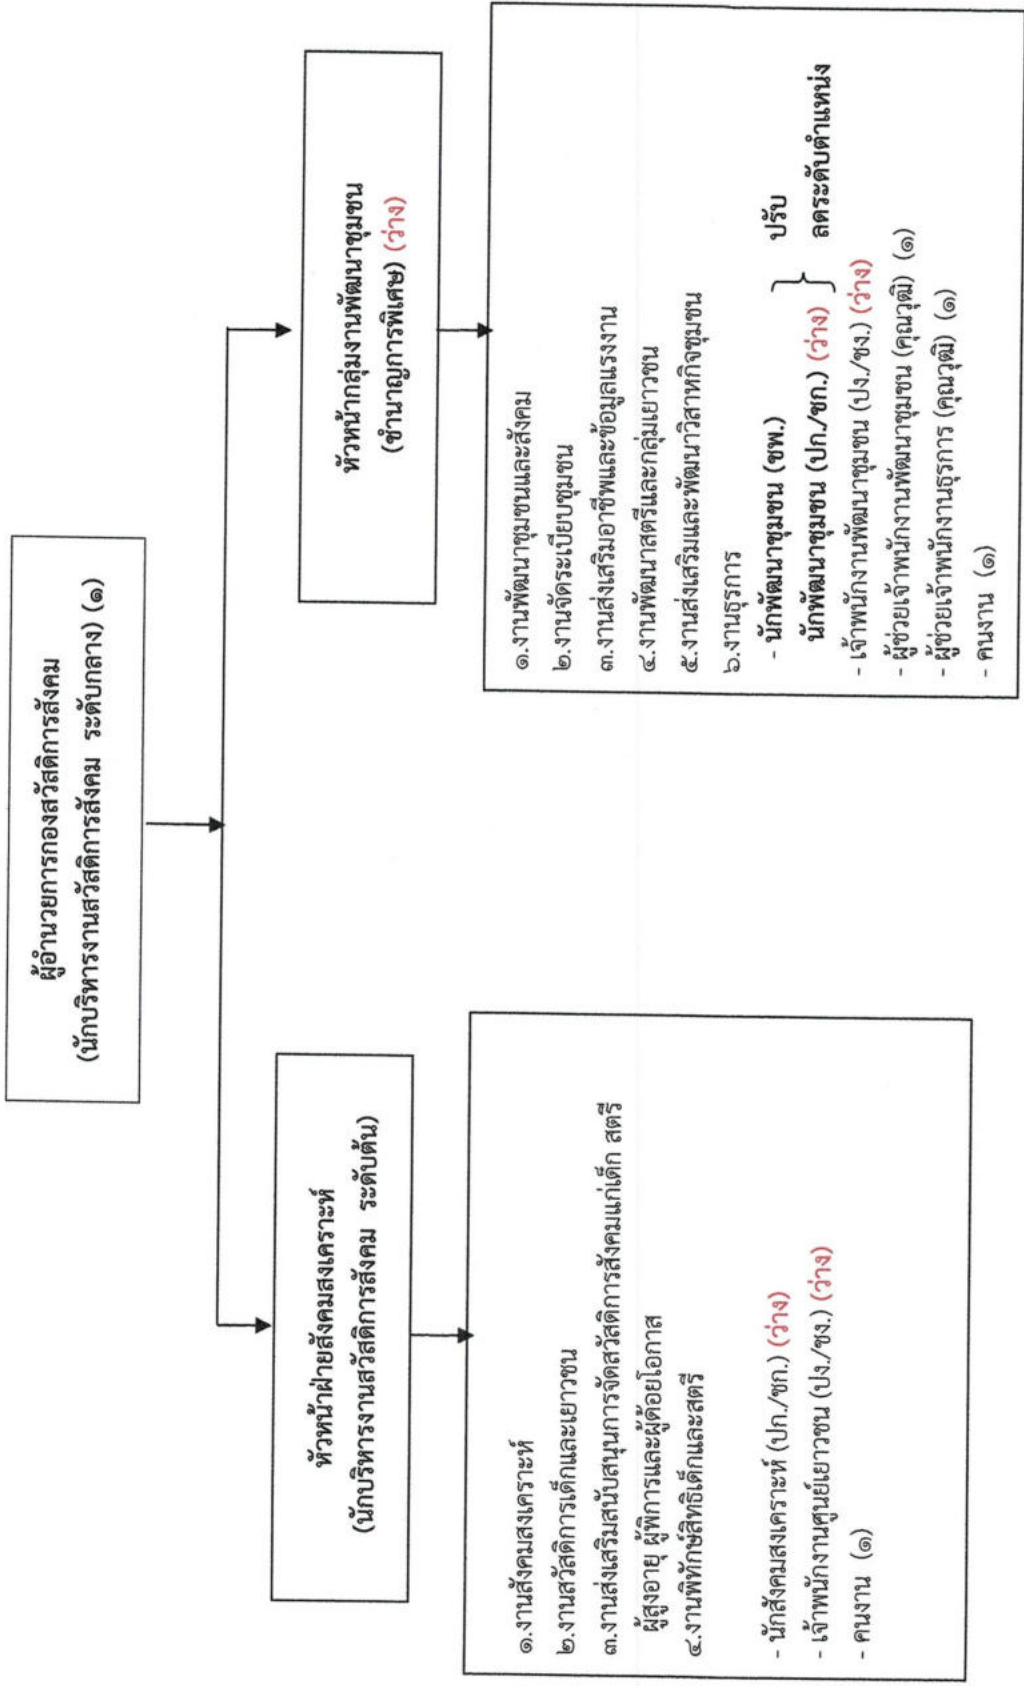 ผู้อำนวยการกองสวัสดิการสังคม
(นักบริหารงานสวัสดิการสังคม ระดับกลาง) (๑)
หัวหน้าฝ่ายสังคมสงเคราะห์
(นักบริหารงานสวัสดิการสังคม ระดับต้น)
๑.งานสังคมสงเคราะห์
๒.งานสวัสดิการเด็กและเยาวชน
๓.งานส่งเสริมสนับสนุนการจัดสวัสดิการสังคมแก่เด็ก สตรี
ผู้สูงอายุ ผู้พิการและผู้ด้อยโอกาส
๔.งานพิทักษ์สิทธิเด็กและสตรี
- นักสังคมสงเคราะห์ (ปก./ชก.) (ว่าง)
- เจ้าพนักงานศูนย์เยาวชน (ปง./ชง.) (ว่าง)
- คนงาน (๑)
หัวหน้ากลุ่มงานพัฒนาชุมชน
(ชำนาญการพิเศษ) (ว่าง)
๑.งานพัฒนาชุมชนและสังคม
๒.งานจัดระเบียบชุมชน
๓.งานส่งเสริมอาชีพและข้อมูลแรงงาน
๔.งานพัฒนาสตรีและกลุ่มเยาวชน
๕.งานส่งเสริมและพัฒนาวิสาหกิจชุมชน
๖.งานธุรการ
- นักพัฒนาชุมชน (ชพ.) ปรับ
นักพัฒนาชุมชน (ปก./ชก.) (ว่าง) ลดระดับตำแหน่ง
- เจ้าพนักงานพัฒนาชุมชน (ปง./ชง.) (ว่าง)
- ผู้ช่วยเจ้าพนักงานพัฒนาชุมชน (คุณวุฒิ) (๑)
- ผู้ช่วยเจ้าพนักงานธุรการ (คุณวุฒิ) (๑)
- คนงาน (๑)